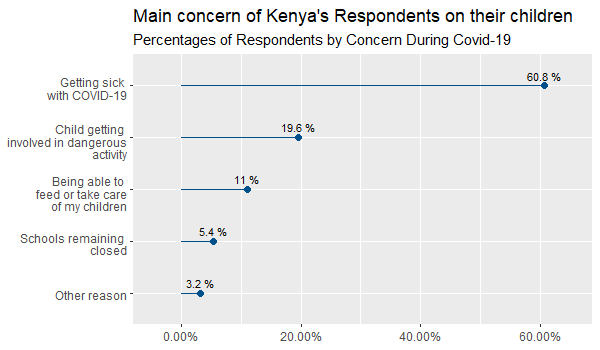 Main concern of Kenya's Respondents on their children
Percentages of Respondents by Concern During Covid-19
Getting sick
with COVID-19
60.8 %
Child getting
involved in dangerous
activity
19.6 %
Being able to
feed or take care
of my children
11 %
Schools remaining
closed
5.4 %
Other reason
3.2 %
0.00%
20.00%
40.00%
60.00%